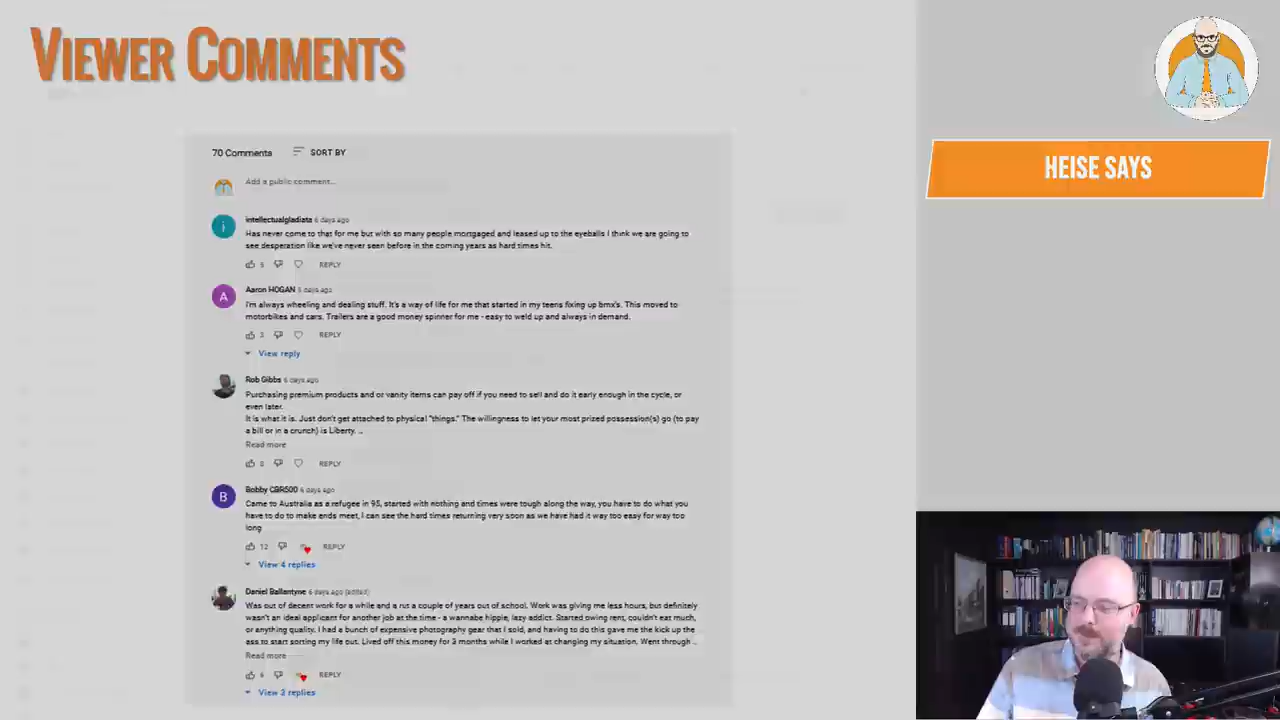 VIEWER COMMENTS
HEISE SAYS
70 Comments
SORT BY
Add a public comment...
i
intellectualgladiata 6 days ago
Has never come to that for me but with so many people mortgaged and leased up to the eyeballs I think we are going to
see desperation like we've never seen before in the coming years as hard times hit.
5
REPLY
A
Aaron HOGAN 5 days ago
I'm always wheeling and dealing stuff. It's a way of life for me that started in my teens fixing up bmx's. This moved to
motorbikes and cars. Trailers are a good money spinner for me - easy to weld up and always in demand.
3
REPLY
View reply
Rob Gibbs 6 days ago
Purchasing premium products and or vanity items can pay off if you need to sell and do it early enough in the cycle, or
even later.
It is what it is. Just don't get attached to physical "things." The willingness to let your most prized possession(s) go (to pay
a bill or in a crunch) is Liberty. ...
Read more
REPLY
B
Bobby CBR500 6 days ago
Came to Australia as a refugee in 95, started with nothing and times were tough along the way, you have to do what you
have to do to make ends meet, I can see the hard times returning very soon as we have had it way too easy for way too
long
12
REPLY
View 4 replies
Daniel Ballantyne 6 days ago (edited)
Was out of decent work for a while and a rut a couple of years out of school. Work was giving me less hours, but definitely
wasn't an ideal applicant for another job at the time - a wannabe hippie, lazy addict. Started owing rent, couldn't eat much,
or anything quality. I had a bunch of expensive photography gear that I sold, and having to do this gave me the kick up the
ass to start sorting my life out. Lived off this money for 3 months while I worked at changing my situation. Went through ...
Read more
6
REPLY
View 2 replies